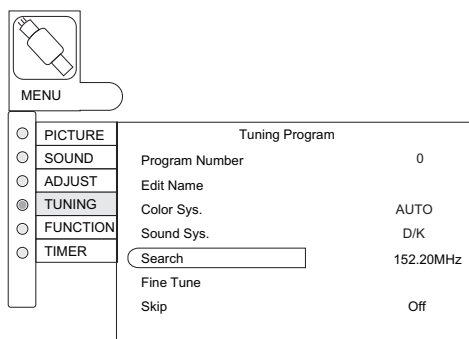 MENU
PICTURE
SOUND
ADJUST
TUNING
FUNCTION
TIMER
Tuning Program
Program Number 0
Edit Name
Color Sys. AUTO
Sound Sys. D/K
Search 152.20MHz
Fine Tune
Skip Off